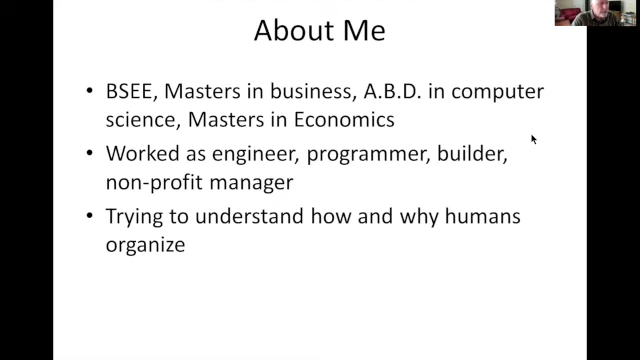 About Me
• BSEE, Masters in business, A.B.D. in computer
science, Masters in Economics
• Worked as engineer, programmer, builder,
non-profit manager
• Trying to understand how and why humans
organize